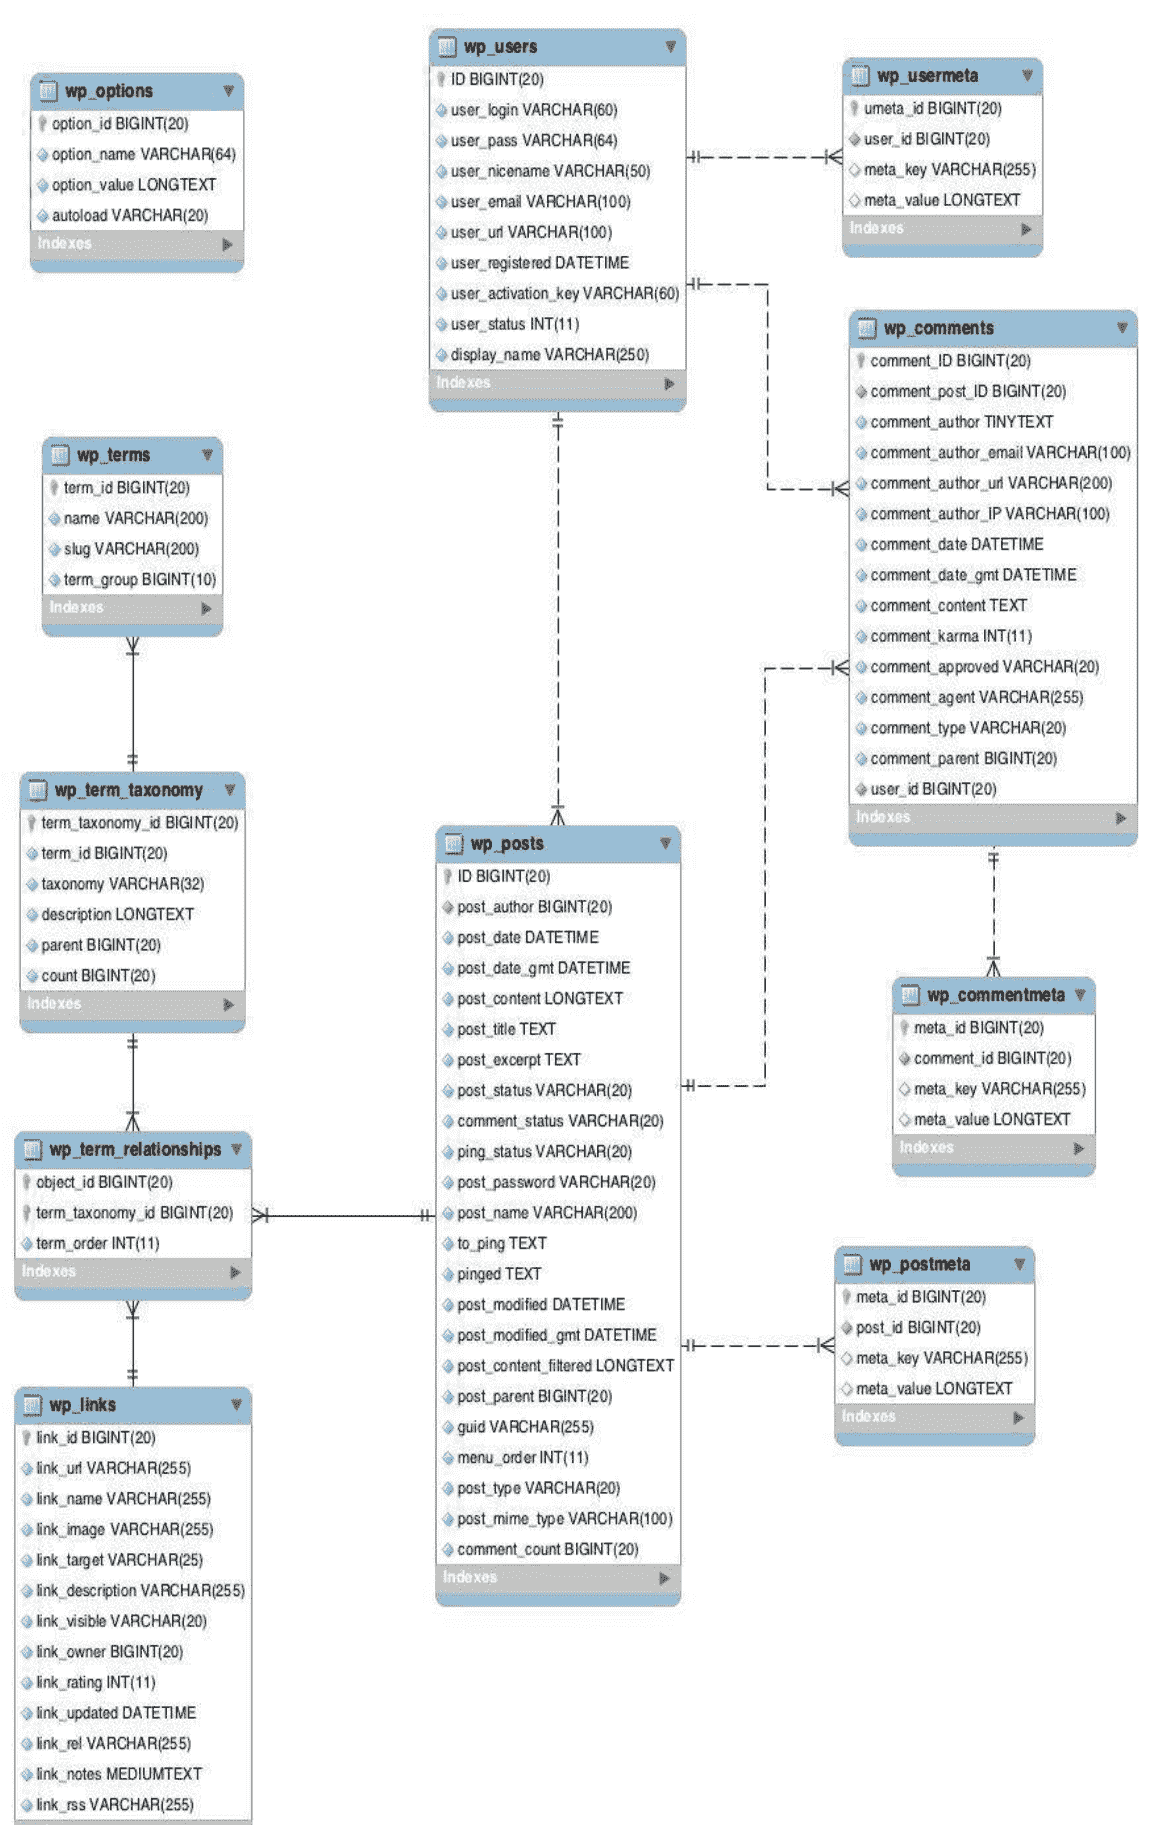 wp_options
option_id BIGINT(20)
option_name VARCHAR(64)
option_value LONGTEXT
autoload VARCHAR(20)
Indexes
wp_users
ID BIGINT(20)
user_login VARCHAR(60)
user_pass VARCHAR(64)
user_nicename VARCHAR(50)
user_email VARCHAR(100)
user_url VARCHAR(100)
user_registered DATETIME
user_activation_key VARCHAR(60)
user_status INT(11)
display_name VARCHAR(250)
Indexes
wp_usermeta
umeta_id BIGINT(20)
user_id BIGINT(20)
meta_key VARCHAR(255)
meta_value LONGTEXT
Indexes
wp_comments
comment_ID BIGINT(20)
comment_post_ID BIGINT(20)
comment_author TINYTEXT
comment_author_email VARCHAR(100)
comment_author_url VARCHAR(200)
comment_author_IP VARCHAR(100)
comment_date DATETIME
comment_date_gmt DATETIME
comment_content TEXT
comment_karma INT(11)
comment_approved VARCHAR(20)
comment_agent VARCHAR(255)
comment_type VARCHAR(20)
comment_parent BIGINT(20)
user_id BIGINT(20)
Indexes
wp_terms
term_id BIGINT(20)
name VARCHAR(200)
slug VARCHAR(200)
term_group BIGINT(10)
Indexes
wp_term_taxonomy
term_taxonomy_id BIGINT(20)
term_id BIGINT(20)
taxonomy VARCHAR(32)
description LONGTEXT
parent BIGINT(20)
count BIGINT(20)
Indexes
wp_posts
ID BIGINT(20)
post_author BIGINT(20)
post_date DATETIME
post_date_gmt DATETIME
post_content LONGTEXT
post_title TEXT
post_excerpt TEXT
post_status VARCHAR(20)
comment_status VARCHAR(20)
ping_status VARCHAR(20)
post_password VARCHAR(20)
post_name VARCHAR(200)
to_ping TEXT
pinged TEXT
post_modified DATETIME
post_modified_gmt DATETIME
post_content_filtered LONGTEXT
post_parent BIGINT(20)
guid VARCHAR(255)
menu_order INT(11)
post_type VARCHAR(20)
post_mime_type VARCHAR(100)
comment_count BIGINT(20)
Indexes
wp_commentmeta
meta_id BIGINT(20)
comment_id BIGINT(20)
meta_key VARCHAR(255)
meta_value LONGTEXT
Indexes
wp_term_relationships
object_id BIGINT(20)
term_taxonomy_id BIGINT(20)
term_order INT(11)
Indexes
wp_postmeta
meta_id BIGINT(20)
post_id BIGINT(20)
meta_key VARCHAR(255)
meta_value LONGTEXT
Indexes
wp_links
link_id BIGINT(20)
link_url VARCHAR(255)
link_name VARCHAR(255)
link_image VARCHAR(255)
link_target VARCHAR(25)
link_description VARCHAR(255)
link_visible VARCHAR(20)
link_owner BIGINT(20)
link_rating INT(11)
link_updated DATETIME
link_rel VARCHAR(255)
link_notes MEDIUMTEXT
link_rss VARCHAR(255)